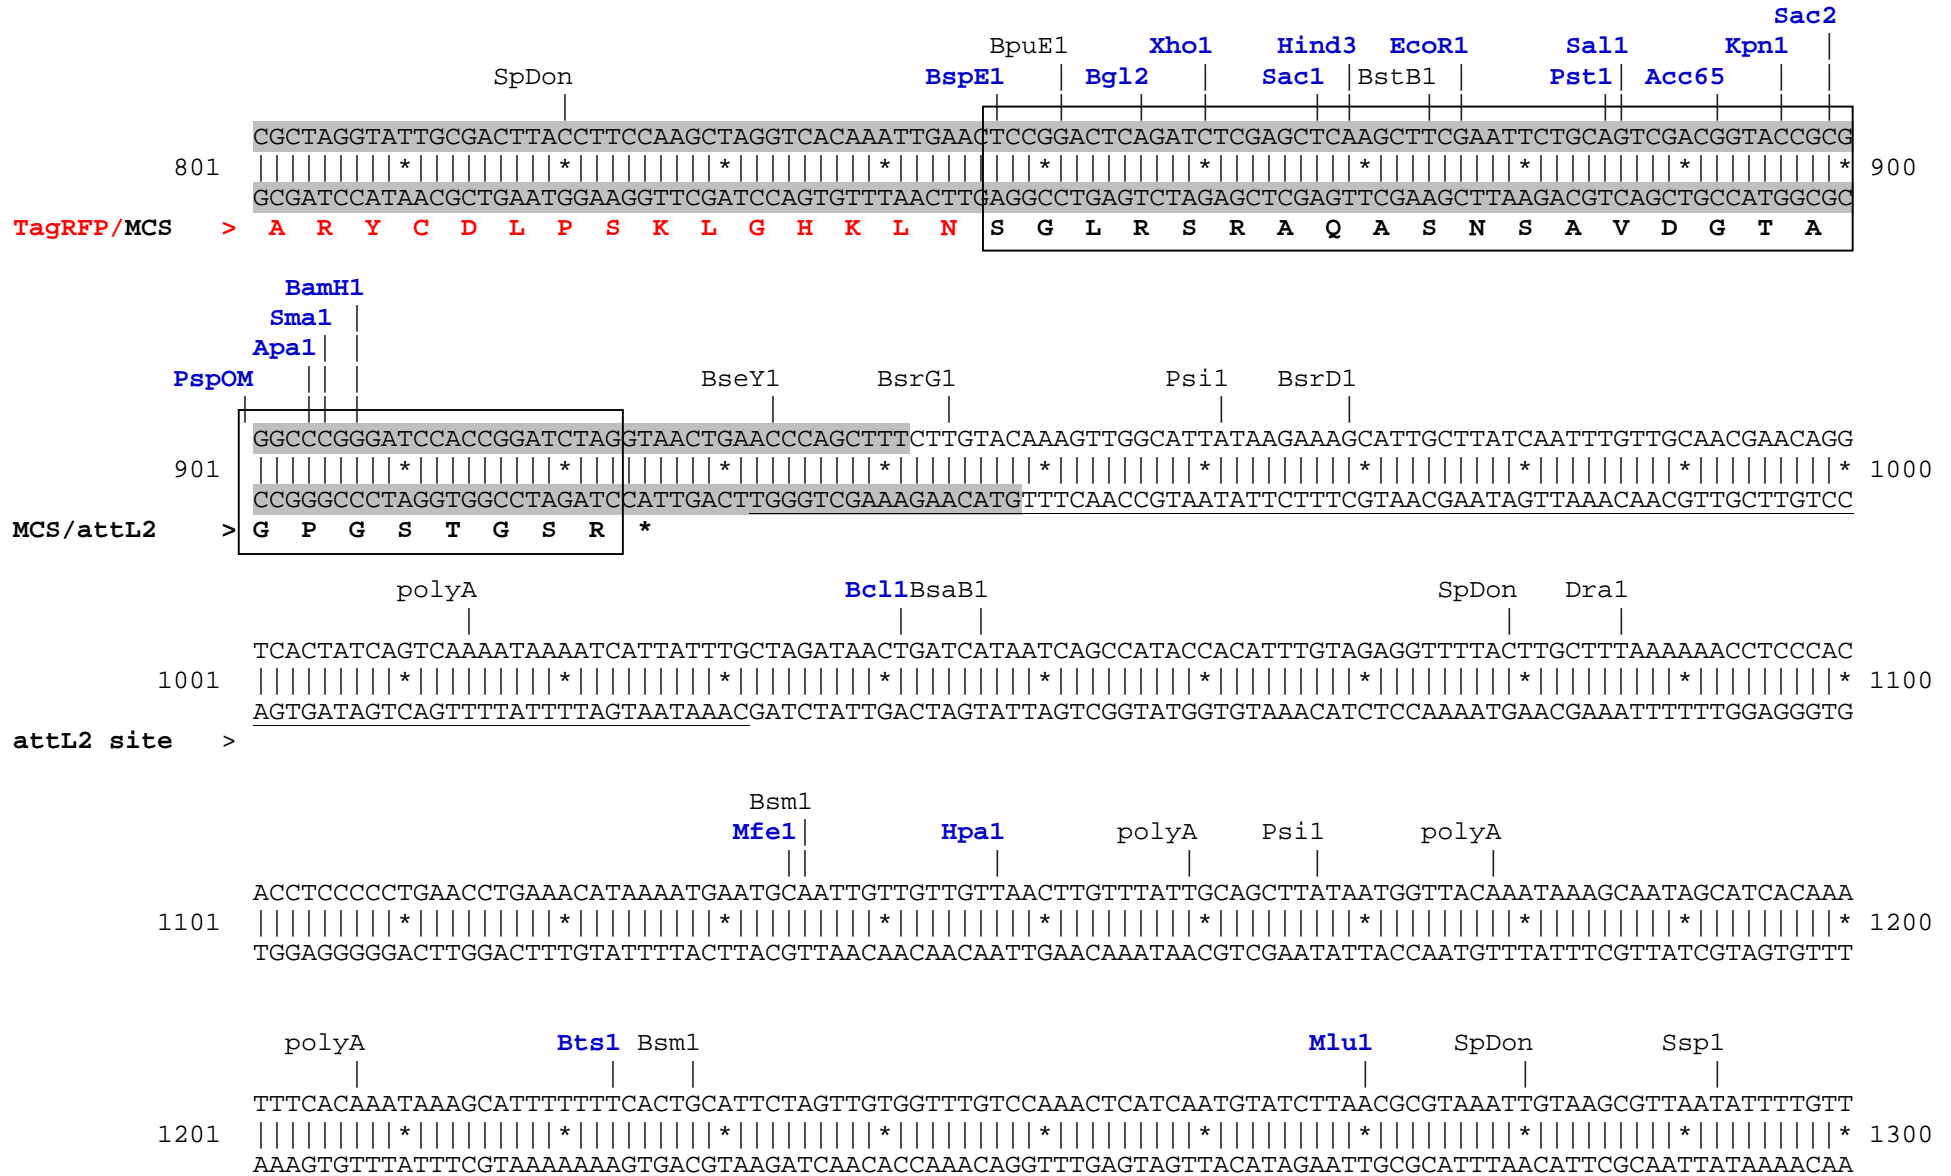 Sac2
BpuE1 Xho1 Hind3 EcoR1 Sal1 Kpn1 |
SpDon BspE1 | Bgl2 | Sac1 | BstB1 | Pst1| Acc65 | |
CGCTAGGTATTGCGACTTACCTTCCAAGCTAGGTCACAAATTGAACTCCGGACTCAGATCTCGAGCTCAAGCTTCGAATTCTGCAGTCGACGGTACCGCG
801 |||||||||*|||||||||*|||||||||*|||||||||*|||||||||*|||||||||*|||||||||*|||||||||*|||||||||*|||||||||* 900
GCGATCCATAACGCTGAATGGAAGGTTCGATCCAGTGTTTAACTTGAGGCCTGAGTCTAGAGCTCGAGTTCGAAGCTTAAGACGTCAGCTGCCATGGCGC
TagRFP/MCS > A R Y C D L P S K L G H K L N S G L R S R A Q A S N S A V D G T A
BamH1
Sma1 |
Apa1| |
PspOM || | BseY1 BsrG1 Psi1 BsrD1
GGCCCGGGATCCACCGGATCTAGGTAACTGAACCCAGCTTTCTTGTACAAAGTTGGCATTATAAGAAAGCATTGCTTATCAATTTGTTGCAACGAACAGG
901 |||||||||*|||||||||*|||||||||*|||||||||*|||||||||*|||||||||*|||||||||*|||||||||*|||||||||*|||||||||* 1000
CCGGGCCCTAGGTGGCCTAGATCCATTGACTTGGGTCGAAAGAACATGTTTCAACCGTAATATTCTTTCGTAACGAATAGTTAAACAACGTTGCTTGTCC
MCS/attL2 > G P G S T G S R *
polyA Bcl1BsaB1 SpDon Dra1
TCACTATCAGTCAAAATAAAATCATTATTTGCTAGATAACTGATCATAATCAGCCATACCACATTTGTAGAGGTTTTACTTGCTTTAAAAAACCTCCCAC
1001 |||||||||*|||||||||*|||||||||*|||||||||*|||||||||*|||||||||*|||||||||*|||||||||*|||||||||*|||||||||* 1100
AGTGATAGTCAGTTTTATTTTAGTAATAAACGATCTATTGACTAGTATTAGTCGGTATGGTGTAAACATCTCCAAAATGAACGAAATTTTTTGGAGGGTG
attL2 site >
Bsm1
Mfe1| Hpa1 polyA Psi1 polyA
ACCTCCCCCTGAACCTGAAACATAAAATGAATGCAATTGTTGTTGTTAACTTGTTTATTGCAGCTTATAATGGTTACAAATAAAGCAATAGCATCACAAA
1101 |||||||||*|||||||||*|||||||||*|||||||||*|||||||||*|||||||||*|||||||||*|||||||||*|||||||||*|||||||||* 1200
TGGAGGGGGACTTGGACTTTGTATTTTACTTACGTTAACAACAACAATTGAACAAATAACGTCGAATATTACCAATGTTTATTTCGTTATCGTAGTGTTT
polyA Bts1 Bsm1 Mlu1 SpDon Ssp1
TTTCACAAATAAAGCATTTTTTTCACTGCATTCTAGTTGTGGTTTGTCCAAACTCATCAATGTATCTTAACGCGTAAATTGTAAGCGTTAATATTTTGTT
1201 |||||||||*|||||||||*|||||||||*|||||||||*|||||||||*|||||||||*|||||||||*|||||||||*|||||||||*|||||||||* 1300
AAAGTGTTTATTTCGTAAAAAAAGTGACGTAAGATCAACACCAAACAGGTTTGAGTAGTTACATAGAATTGCGCATTTAACATTCGCAATTATAAAACAA